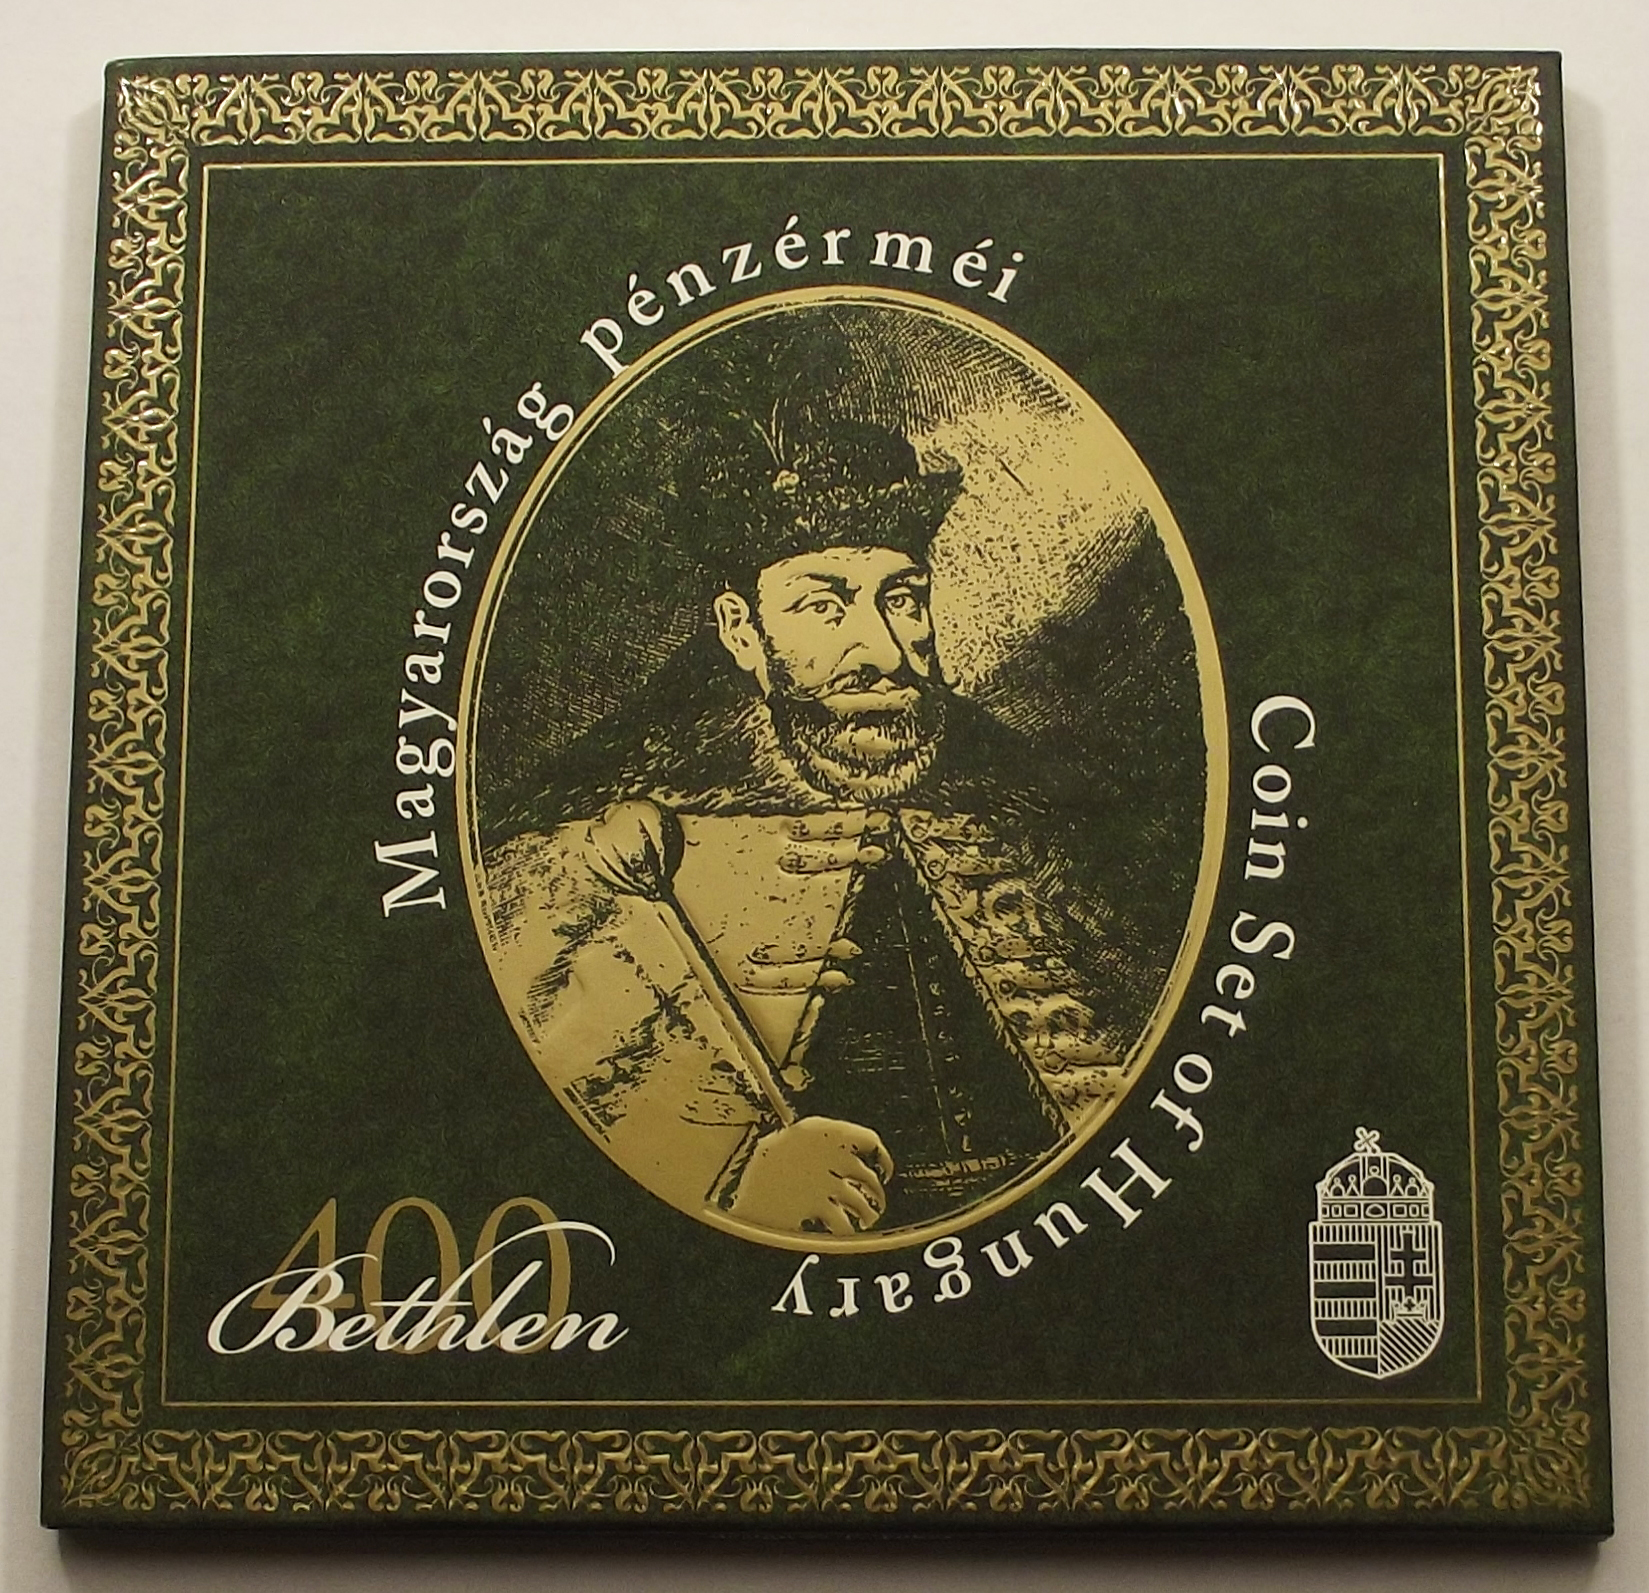 Magyarország pénzérméi
Coin Set of Hungary
400
Bethlen